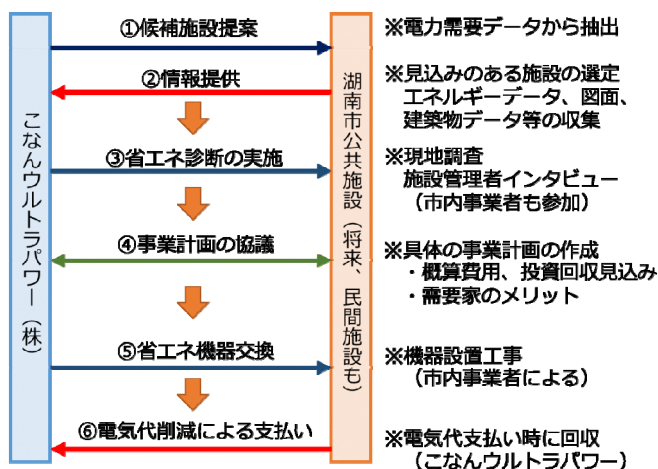 ①候補施設提案
※電力需要データから抽出
②情報提供
※見込みのある施設の選定
エネルギーデータ、図面、
建築物データ等の収集
③省エネ診断の実施
※現地調査
施設管理者インタビュー
（市内事業者も参加）
④事業計画の協議
※具体の事業計画の作成
・概算費用、投資回収見込み
・需要家のメリット
⑤省エネ機器交換
※機器設置工事
（市内事業者による）
⑥電気代削減による支払い
※電気代支払い時に回収
（こなんウルトラパワー）
こなんウルトラパワー（株）
湖南市公共施設（将来、民間施設も）